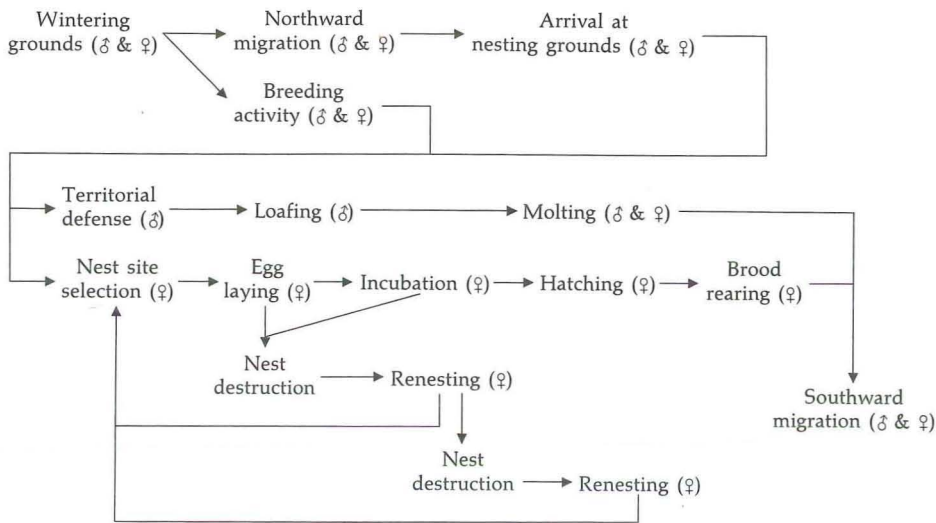 Wintering
grounds (♂ & ♀)
Northward
migration (♂ & ♀)
Arrival at
nesting grounds (♂ & ♀)
Breeding
activity (♂ & ♀)
Territorial
defense (♂)
Loafing (♂)
Molting (♂ & ♀)
Nest site
selection (♀)
Egg
laying (♀)
Incubation (♀)
Hatching (♀)
Brood
rearing (♀)
Nest
destruction
Renesting (♀)
Southward
migration (♂ & ♀)
Nest
destruction
Renesting (♀)